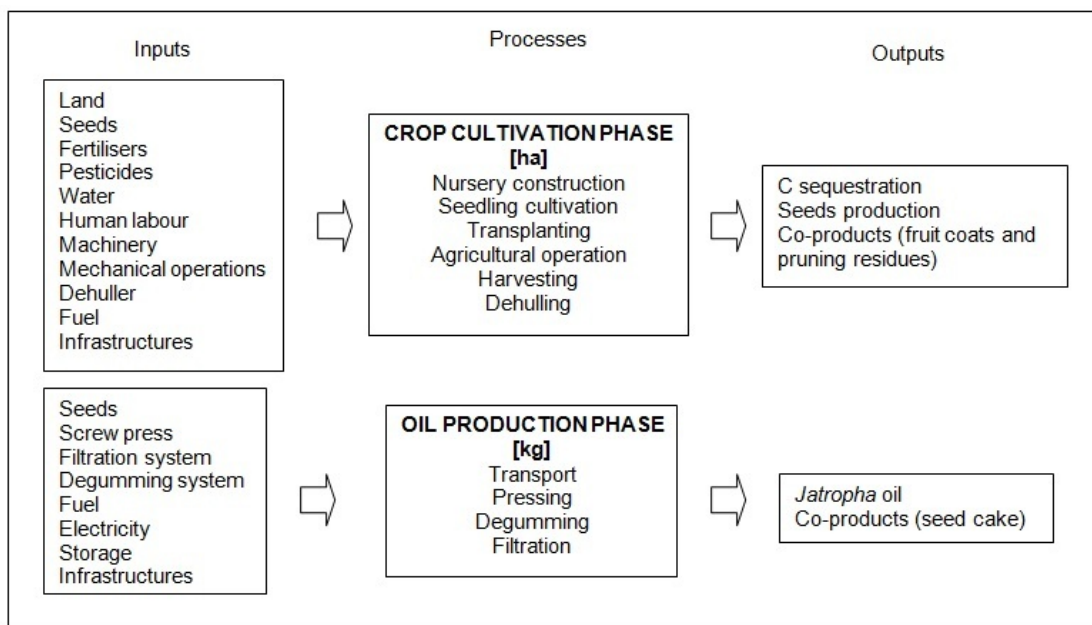 Inputs
Processes
Outputs
Land
Seeds
Fertilisers
Pesticides
Water
Human labour
Machinery
Mechanical operations
Dehuller
Fuel
Infrastructures
CROP CULTIVATION PHASE
[ha]
Nursery construction
Seedling cultivation
Transplanting
Agricultural operation
Harvesting
Dehulling
C sequestration
Seeds production
Co-products (fruit coats and
pruning residues)
Seeds
Screw press
Filtration system
Degumming system
Fuel
Electricity
Storage
Infrastructures
OIL PRODUCTION PHASE
[kg]
Transport
Pressing
Degumming
Filtration
Jatropha oil
Co-products (seed cake)